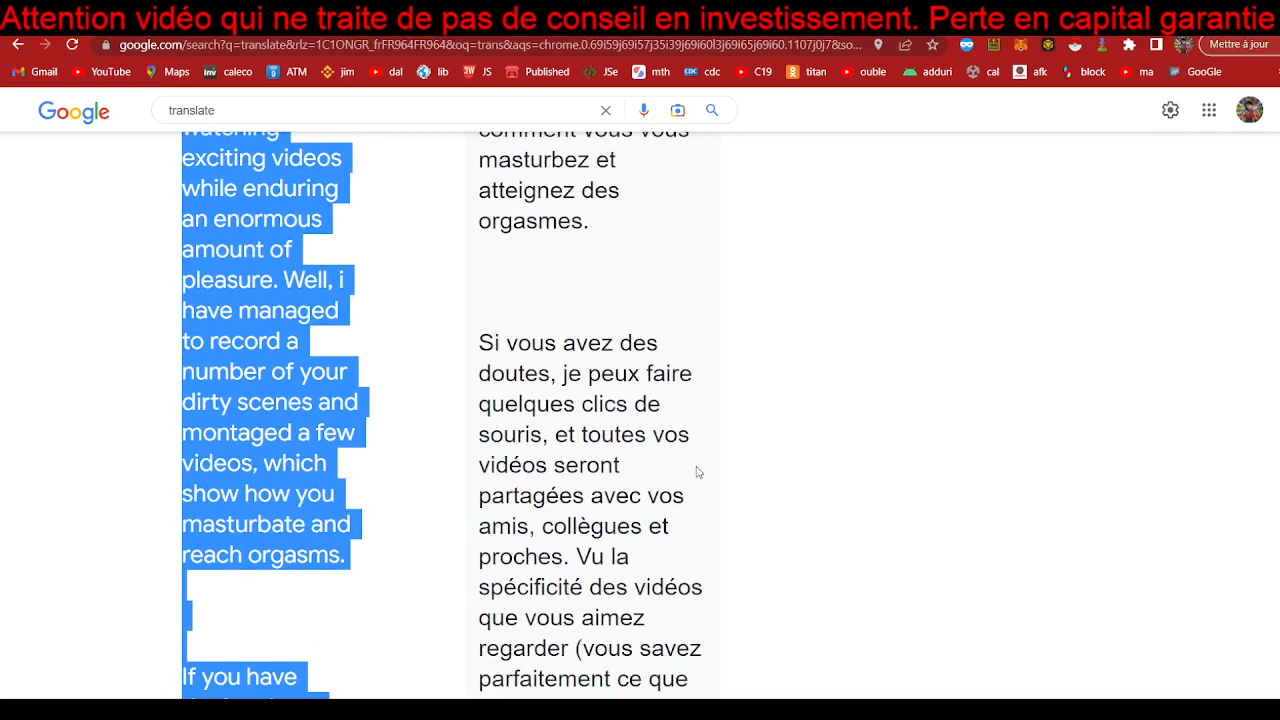 Attention vidéo qui ne traite de pas de conseil en investissement. Perte en capital garantie
google.com/search?q=translate&rlz=1C1ONGR_frFR964FR964&oq=trans&aqs=chrome.0.69i59j69i57j35i39j69i60l3j69i65j69i60.1107j0j7&so...
Mettre à jour
Gmail
YouTube
Maps
caleco
ATM
jim
dal
lib
JS
Published
JSe
mth
cdc
C19
titan
ouble
adduri
cal
afk
block
ma
GooGle
Google
translate
watching
exciting videos
while enduring
an enormous
amount of
pleasure. Well, i
have managed
to record a
number of your
dirty scenes and
montaged a few
videos, which
show how you
masturbate and
reach orgasms.
If you have
comment vous vous
masturbez et
atteignez des
orgasmes.
Si vous avez des
doutes, je peux faire
quelques clics de
souris, et toutes vos
vidéos seront
partagées avec vos
amis, collègues et
proches. Vu la
spécificité des vidéos
que vous aimez
regarder (vous savez
parfaitement ce que